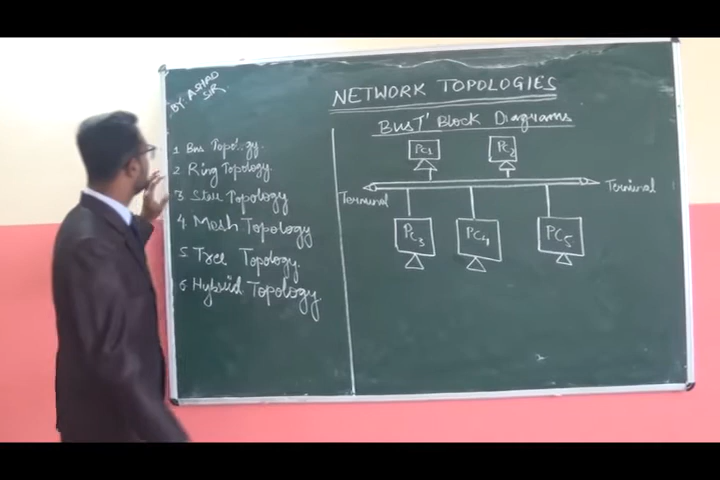 BY: ASHAD
SIR
NETWORK TOPOLOGIES
BusT' Block Diagrams
1 Bus Topology.
2 Ring Topology.
3 Star Topology
4. Mesh Topology
5. Tree Topology.
6 Hybrid Topology
PC1
PC2
Terminal
Terminal
PC3
PC4
PC5